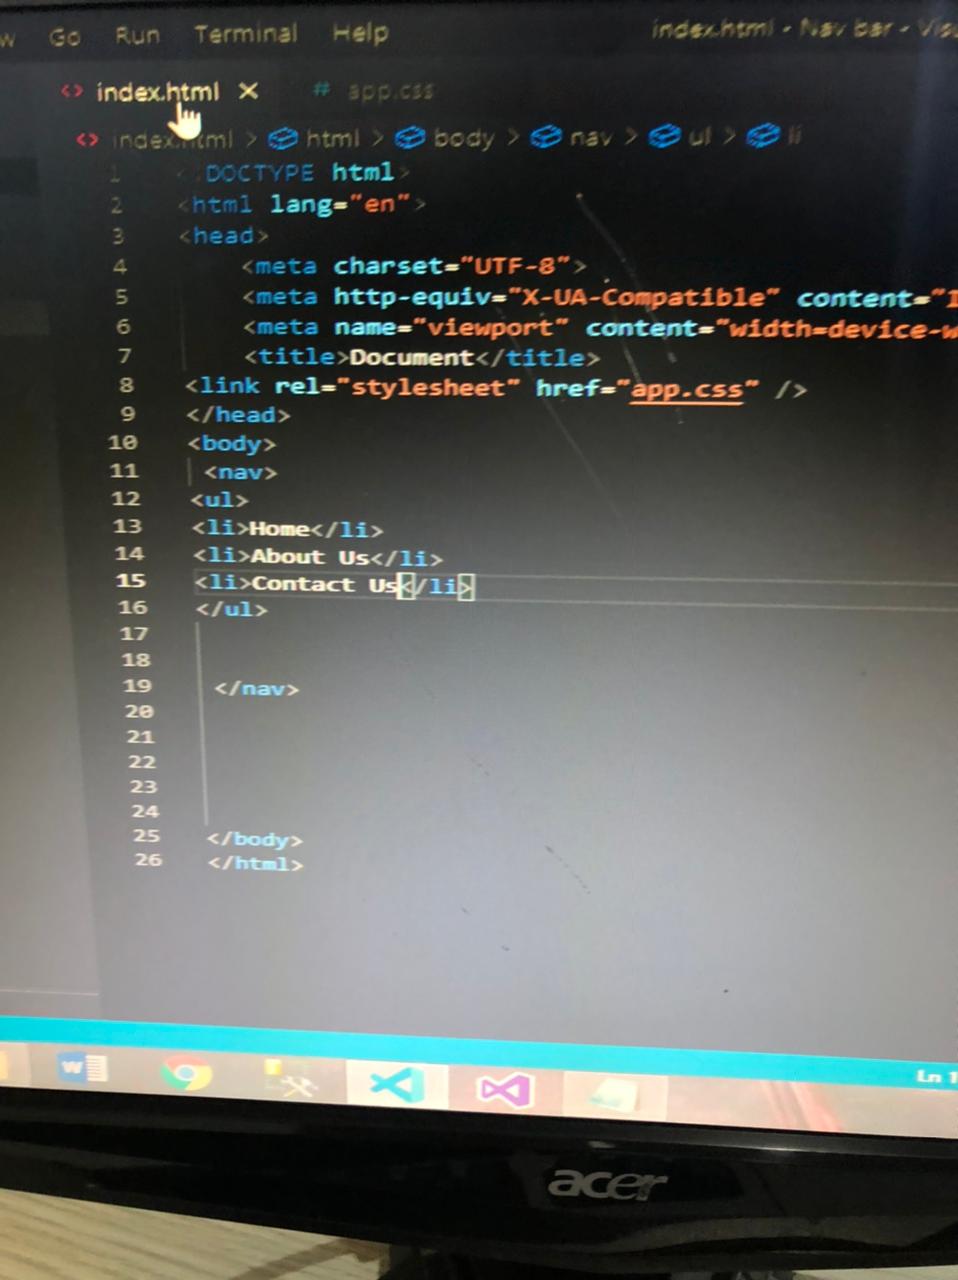 Go Run Terminal Help index.html - Nav bar -
index.html × # app.css
<> index.html > html > body > nav > ul > li
1 <!DOCTYPE html>
2 <html lang="en">
3 <head>
4 <meta charset="UTF-8">
5 <meta http-equiv="X-UA-Compatible" content="
6 <meta name="viewport" content="width=device-w
7 <title>Document</title>
8 <link rel="stylesheet" href="app.css" />
9 </head>
10 <body>
11 <nav>
12 <ul>
13 <li>Home</li>
14 <li>About Us</li>
15 <li>Contact Us</li>
16 </ul>
17
18
19 </nav>
20
21
22
23
24
25 </body>
26 </html>
Ln 1
acer